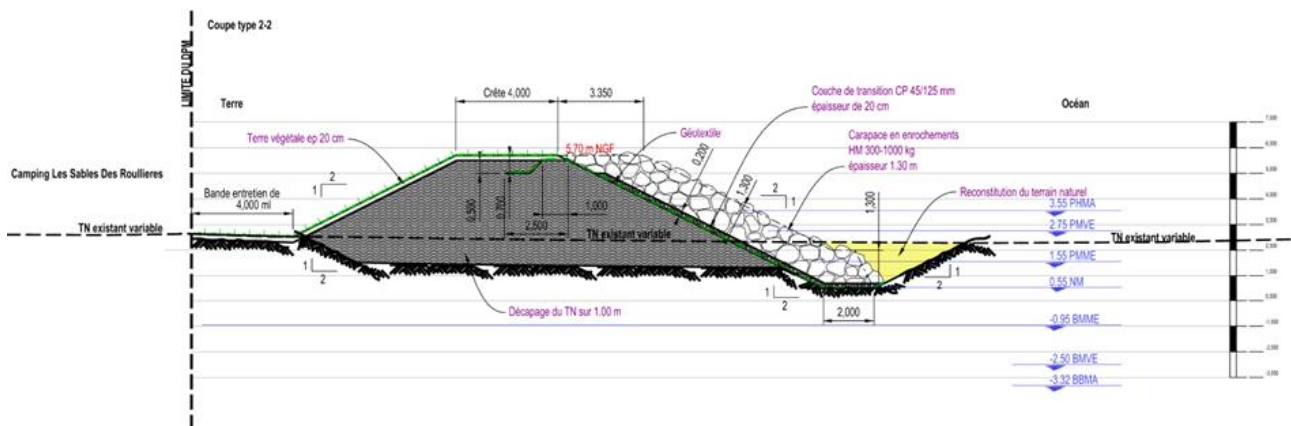 Coupe type 2-2
LIMITE DU DPM
Terre
Crête 4,000
3.350
Couche de transition CP 45/125 mm
épaisseur de 20 cm
Océan
7,000
Terre végétale ep 20 cm
5.70 m NGF
Géotextile
0.200
Carapace en enrochements
HM 300-1000 kg
épaisseur 1.30 m
Camping Les Sables Des Roullieres
Bande entretien de
4,000 ml
1
2
0.500
0.700
1,000
2,500
1.300
2
1
1.300
Reconstitution du terrain naturel
3.55 PHMA
2.75 PMVE
TN existant variable
TN existant variable
TN existant variable
1.55 PMME
0.55 NM
1
2
1
2
1
2
Décapage du TN sur 1.00 m
2,000
-0.95 BMME
-2.50 BMVE
-3.32 BBMA